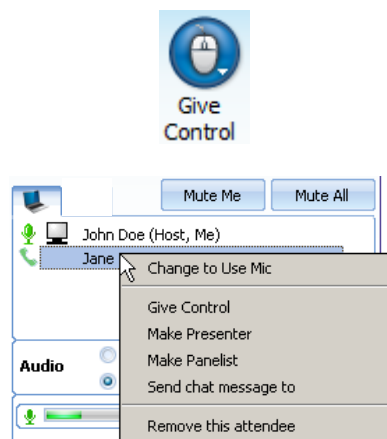 Give
Control
Mute Me
Mute All
John Doe (Host, Me)
Jane
Change to Use Mic
Give Control
Make Presenter
Make Panelist
Audio
Send chat message to
Remove this attendee